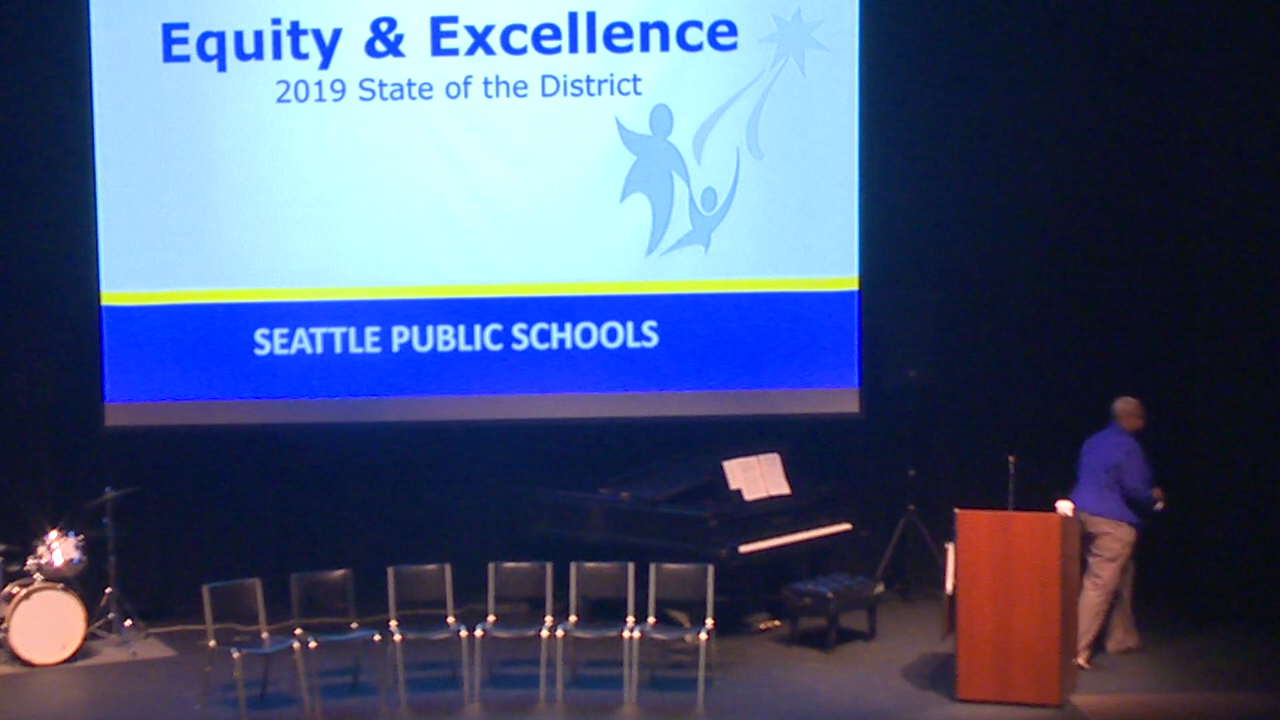 Equity & Excellence
2019 State of the District
SEATTLE PUBLIC SCHOOLS